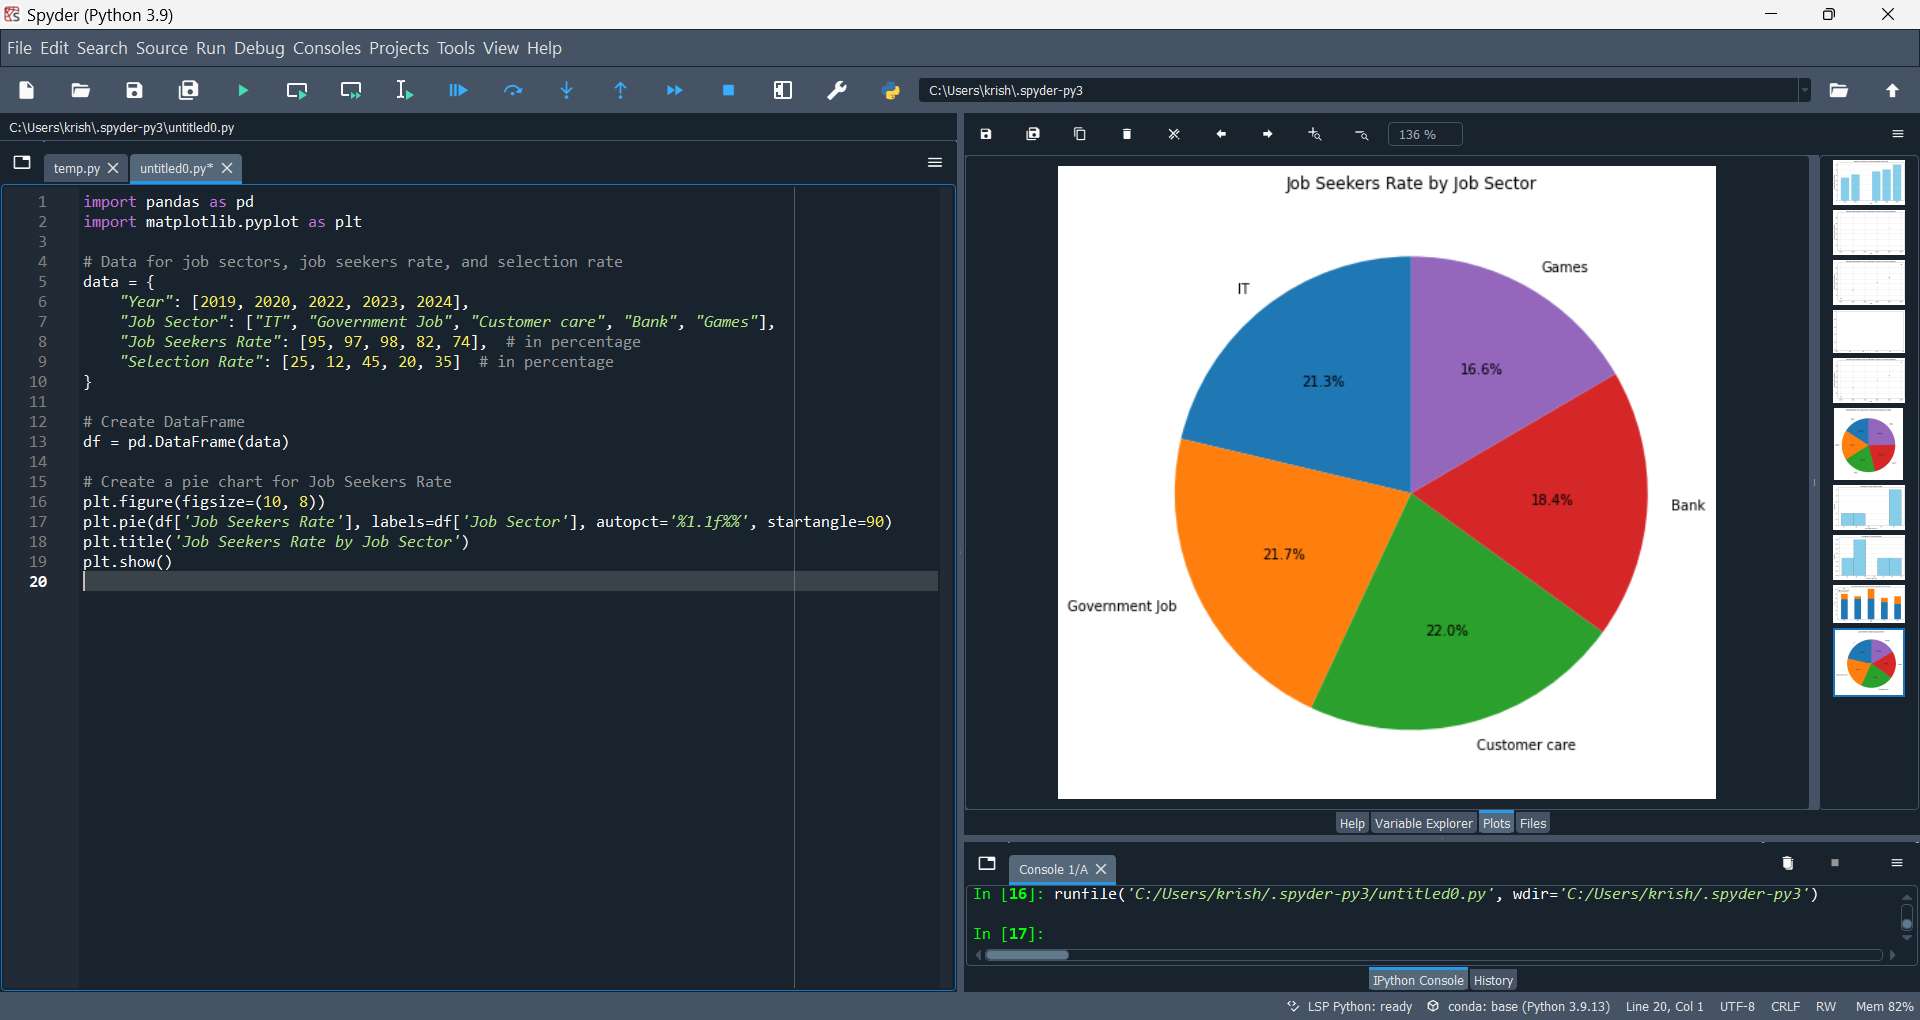 Spyder (Python 3.9)
File Edit Search Source Run Debug Consoles Projects Tools View Help
C:\Users\krish\.spyder-py3
C:\Users\krish\.spyder-py3\untitled0.py
temp.py
untitled0.py*
1 import pandas as pd
2 import matplotlib.pyplot as plt
3
4 # Data for job sectors, job seekers rate, and selection rate
5 data = {
6 "Year": [2019, 2020, 2022, 2023, 2024],
7 "Job Sector": ["IT", "Government Job", "Customer care", "Bank", "Games"],
8 "Job Seekers Rate": [95, 97, 98, 82, 74], # in percentage
9 "Selection Rate": [25, 12, 45, 20, 35] # in percentage
10 }
11
12 # Create DataFrame
13 df = pd.DataFrame(data)
14
15 # Create a pie chart for Job Seekers Rate
16 plt.figure(figsize=(10, 8))
17 plt.pie(df['Job Seekers Rate'], labels=df['Job Sector'], autopct='%1.1f%%', startangle=90)
18 plt.title('Job Seekers Rate by Job Sector')
19 plt.show()
20
136 %
Job Seekers Rate by Job Sector
Games
IT
16.6%
21.3%
18.4%
Bank
21.7%
Government Job
22.0%
Customer care
Help
Variable Explorer
Plots
Files
Console 1/A
In [16]: runfile('C:/Users/krish/.spyder-py3/untitled0.py', wdir='C:/Users/krish/.spyder-py3')
In [17]:
IPython Console
History
LSP Python: ready
conda: base (Python 3.9.13)
Line 20, Col 1
UTF-8
CRLF
RW
Mem 82%